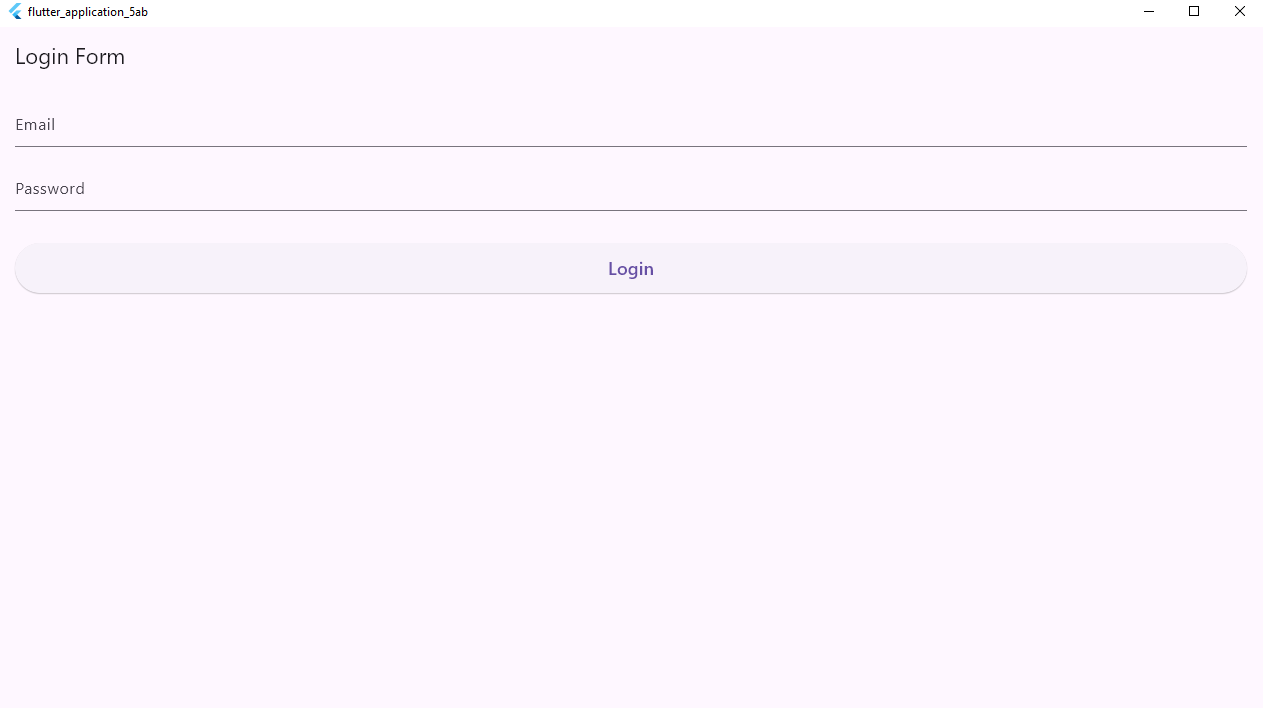 flutter_application_5ab
Login Form
Email
Password
Login